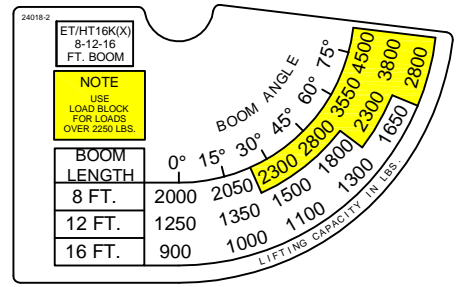 24018-2
ET/HT16K(X)
8-12-16
FT. BOOM
NOTE
USE
LOAD BLOCK
FOR LOADS
OVER 2250 LBS.
BOOM ANGLE
BOOM
LENGTH
0° 15° 30° 45° 60° 75°
8 FT. 2000 2050 2300 2800 3550 4500
12 FT. 1250 1350 1500 1800 2300 3800
16 FT. 900 1000 1100 1300 1650 2800
LIFTING CAPACITY IN LBS.